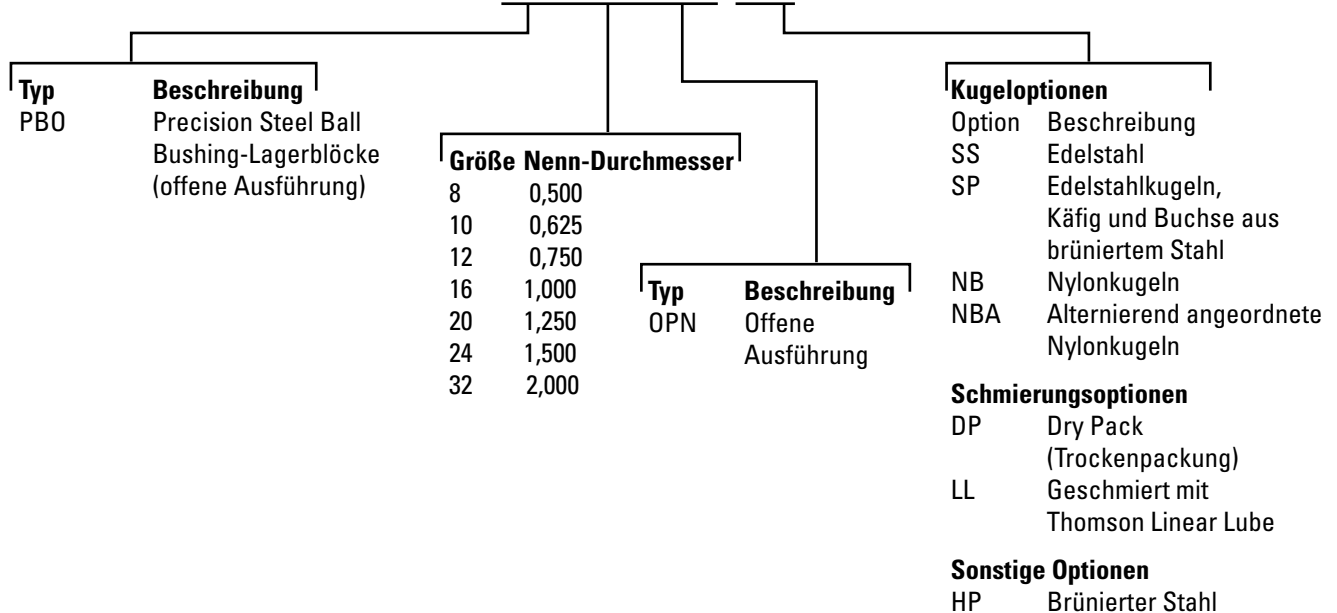 Typ Beschreibung
PBO Precision Steel Ball
Bushing-Lagerblöcke
(offene Ausführung)
Größe Nenn-Durchmesser
8 0,500
10 0,625
12 0,750
16 1,000
20 1,250
24 1,500
32 2,000
Typ Beschreibung
OPN Offene
Ausführung
Kugeloptionen
Option Beschreibung
SS Edelstahl
SP Edelstahlkugeln,
Käfig und Buchse aus
brüniertem Stahl
NB Nylonkugeln
NBA Alternierend angeordnete
Nylonkugeln
Schmierungsoptionen
DP Dry Pack
(Trockenpackung)
LL Geschmiert mit
Thomson Linear Lube
Sonstige Optionen
HP Brünierter Stahl